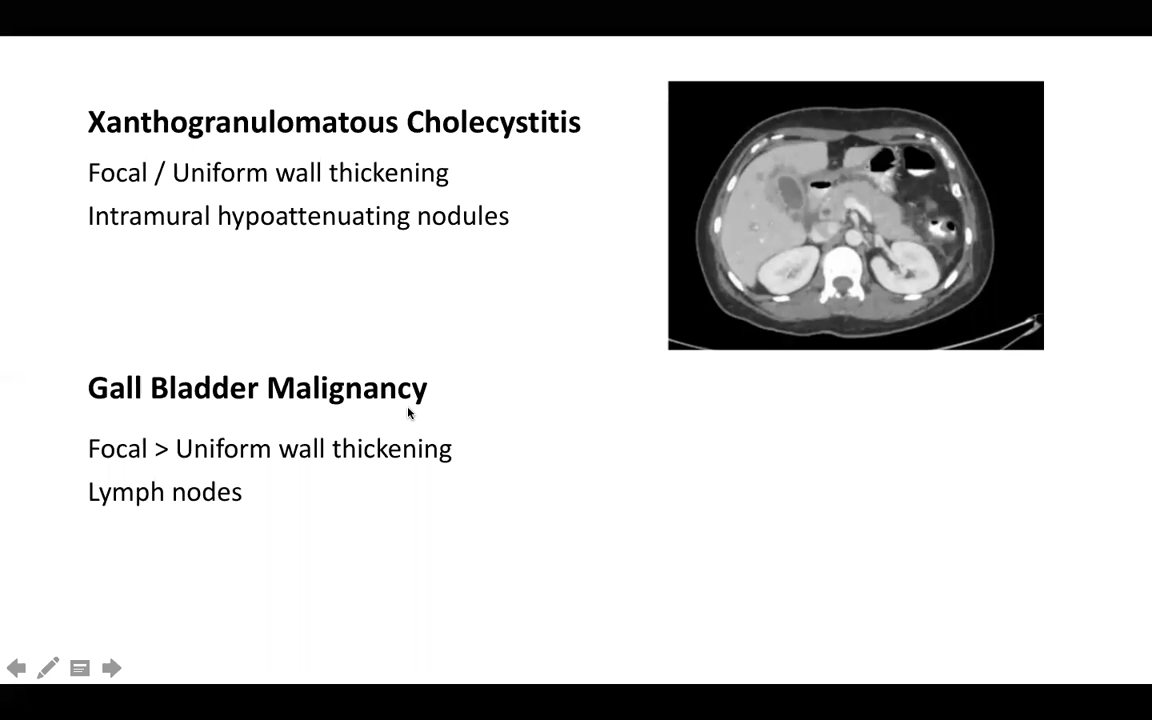 Xanthogranulomatous Cholecystitis
Focal / Uniform wall thickening
Intramural hypoattenuating nodules
Gall Bladder Malignancy
Focal > Uniform wall thickening
Lymph nodes